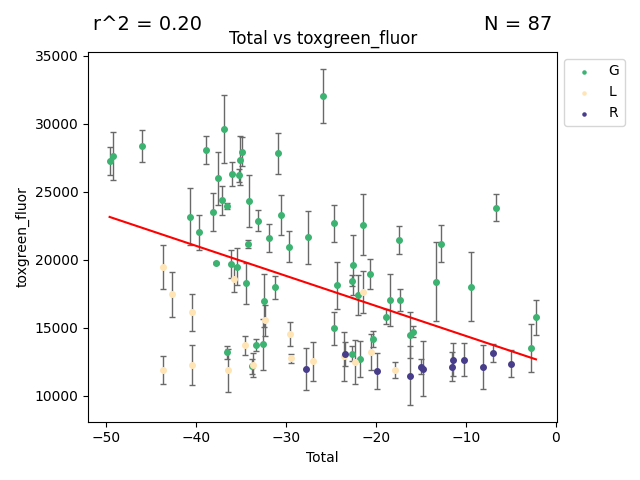 r^2 = 0.20
N = 87
Total vs toxgreen_fluor
35000
30000
25000
20000
15000
10000
toxgreen_fluor
−50
−40
−30
−20
−10
0
Total
G
L
R